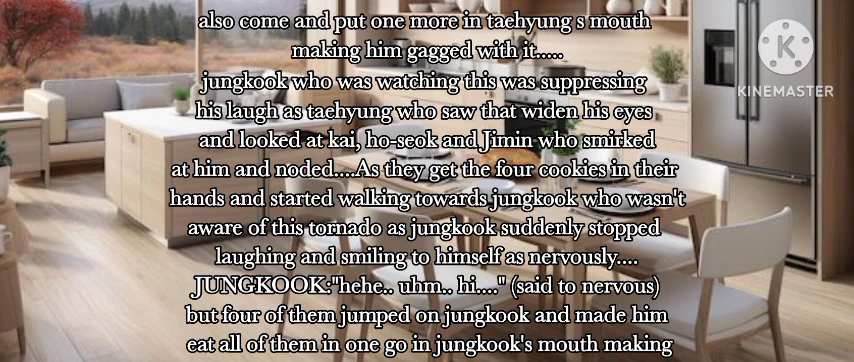 also come and put one more in taehyung s mouth
making him gagged with it.....
jungkook who was watching this was suppressing
his laugh as taehyung who saw that widen his eyes
and looked at kai, ho-seok and Jimin who smirked
at him and noded....As they get the four cookies in their
hands and started walking towards jungkook who wasn't
aware of this tornado as jungkook suddenly stopped
laughing and smiling to himself as nervously....
JUNGKOOK:"hehe.. uhm.. hi...." (said to nervous)
but four of them jumped on jungkook and made him
eat all of them in one go in jungkook's mouth making
K
KINEMASTER